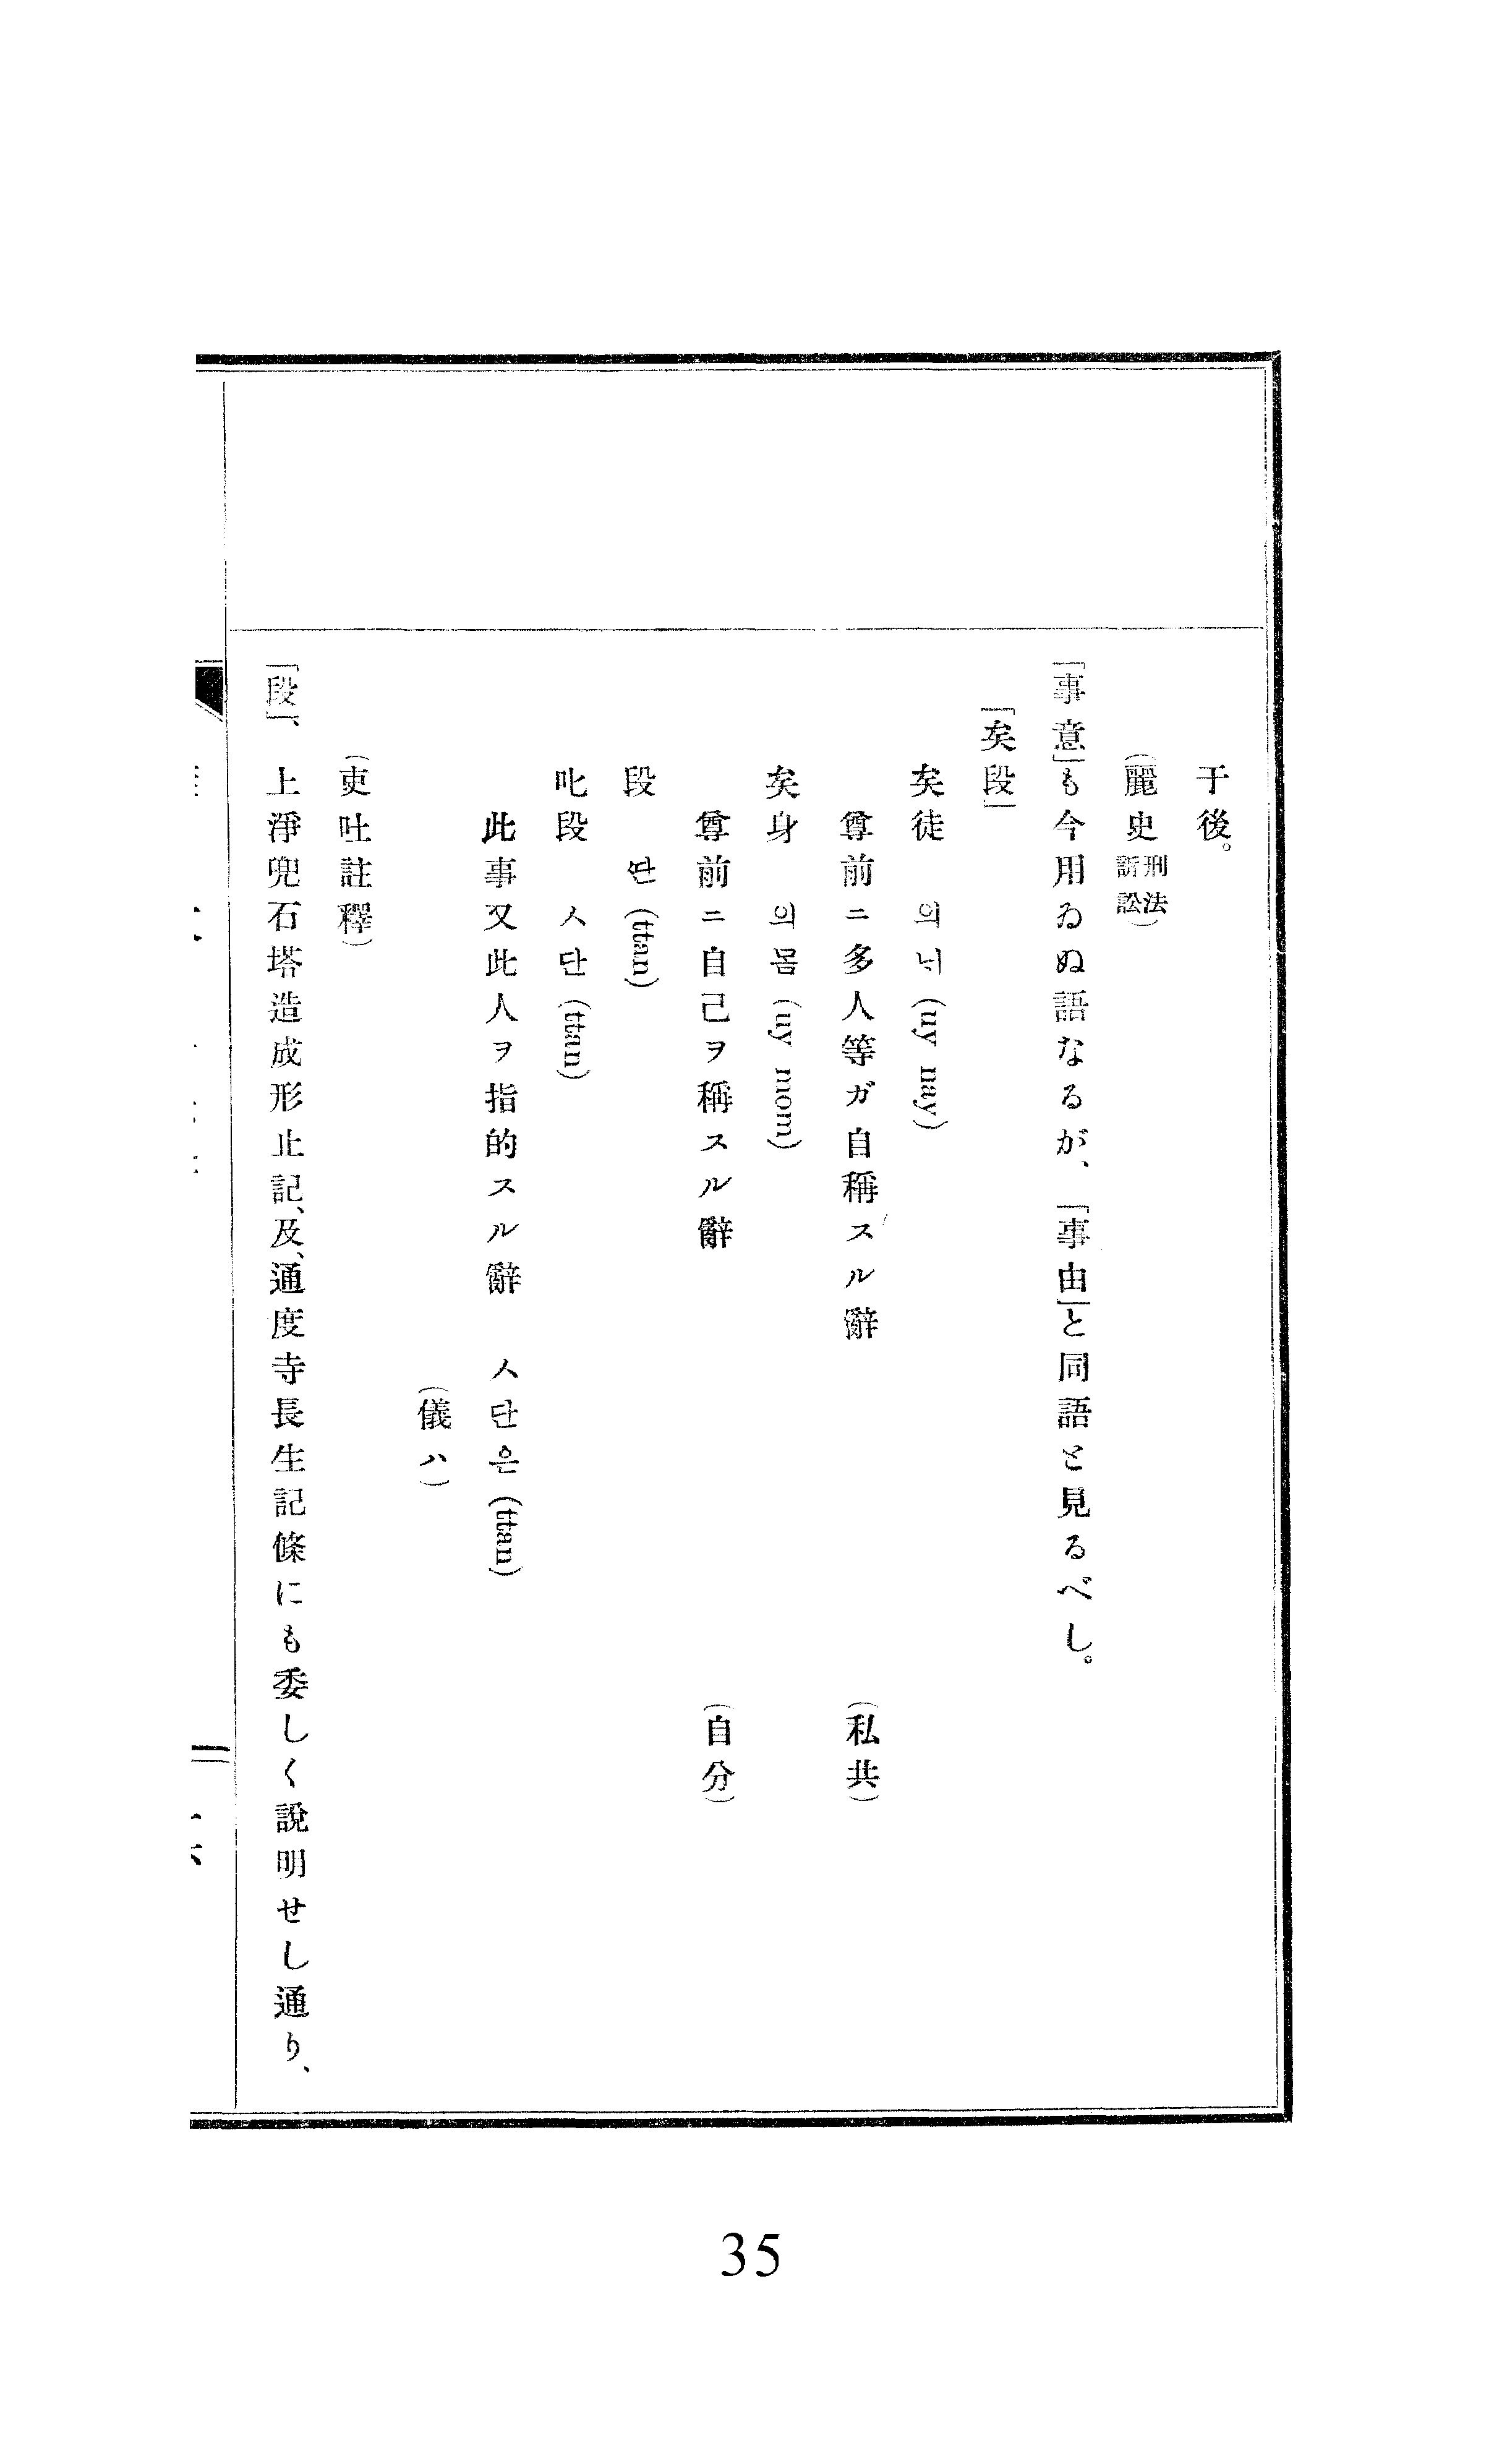 于後。
(麗史刑法訴訟)
「事意」も今用ゐぬ語なるが、「事由」と同語と見るべし。
「矣段」
矣徒 의닉 (uy nay)
尊前ニ多人等ガ自稱スル辭 (私共)
矣身 의몸 (uy mom)
尊前ニ自己ヲ稱スル辭 (自分)
段 ᄯᅡᆫ (ttan)
叱段 ㅅ단 (ttan)
此事又此人ヲ指的スル辭 ㅅ단은 (ttan)
(儀ハ)
(吏吐註釋)
「段」、上淨兜石塔造成形止記、及、通度寺長生記條にも委しく說明せし通り、
35